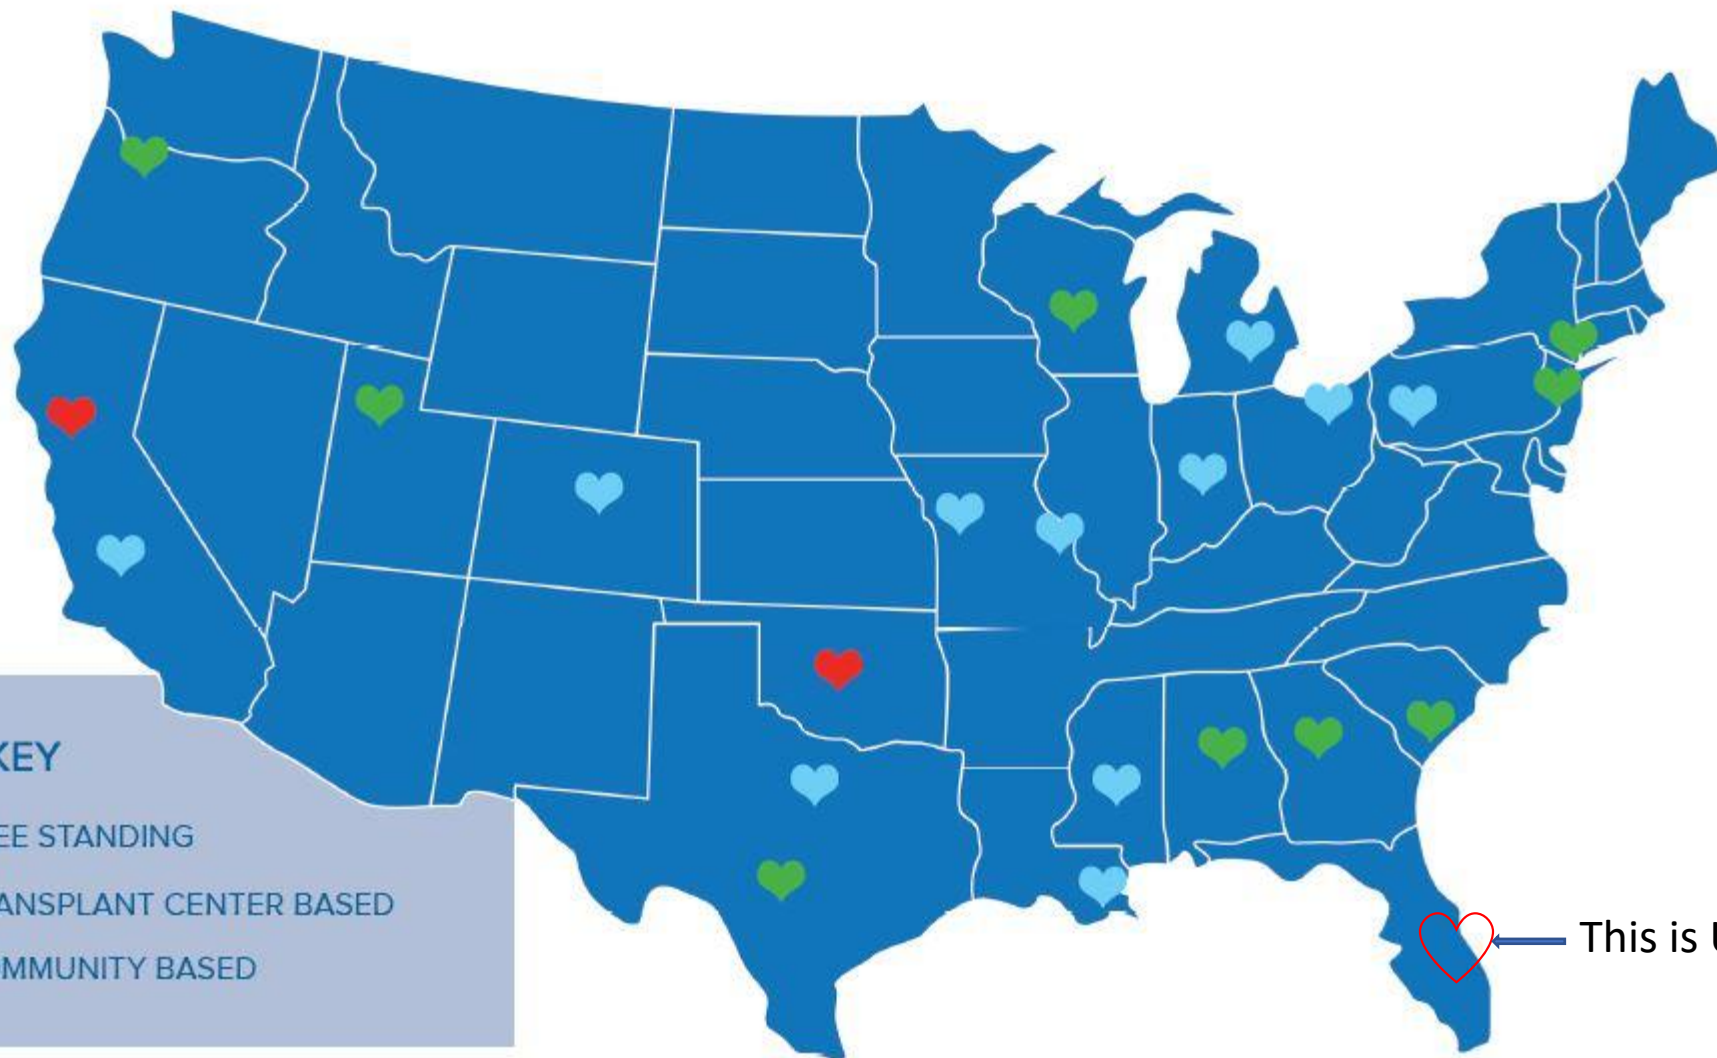 KEY
EE STANDING
ANSPLANT CENTER BASED
MMUNITY BASED
This is U